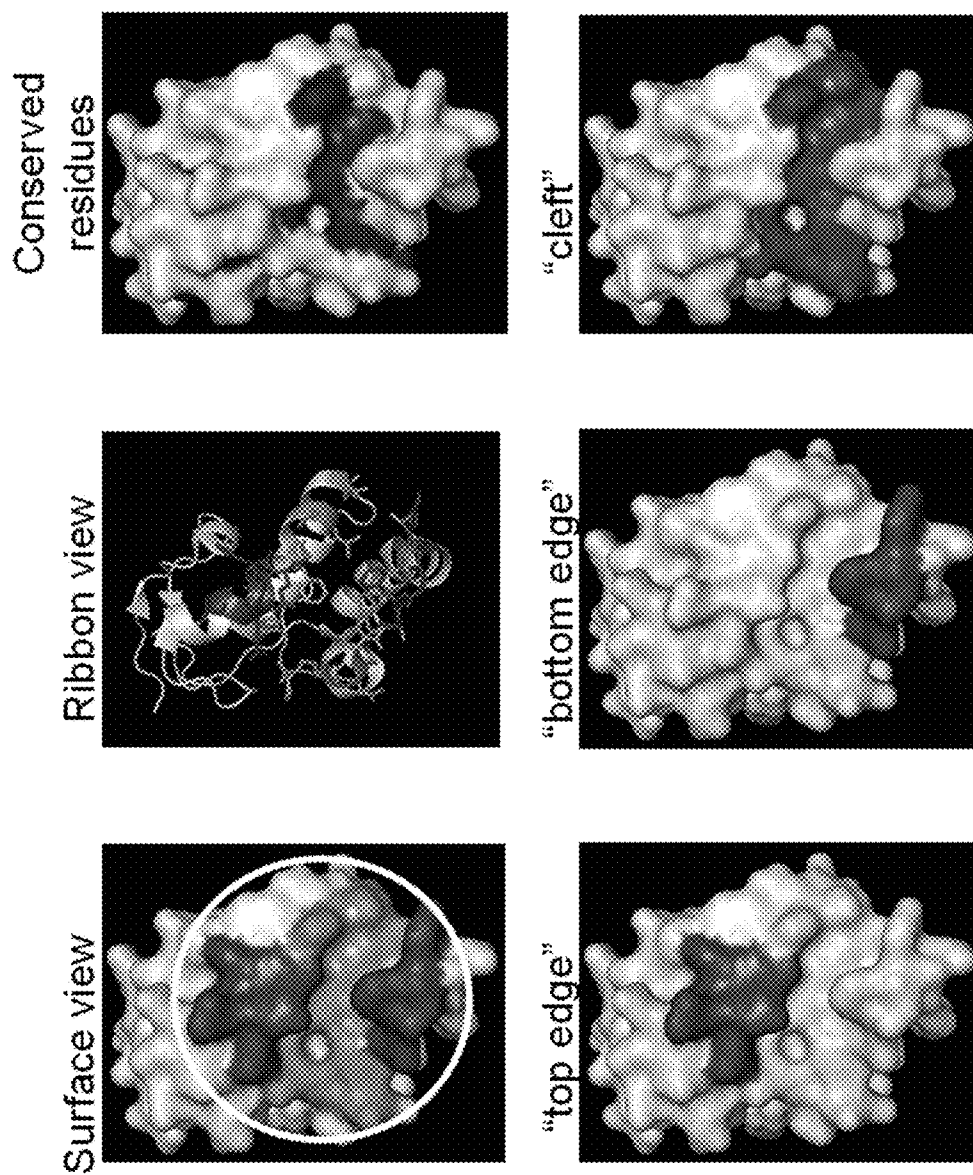 Surface view
Ribbon view
Conserved
residues
“top edge”
“bottom edge”
“cleft”